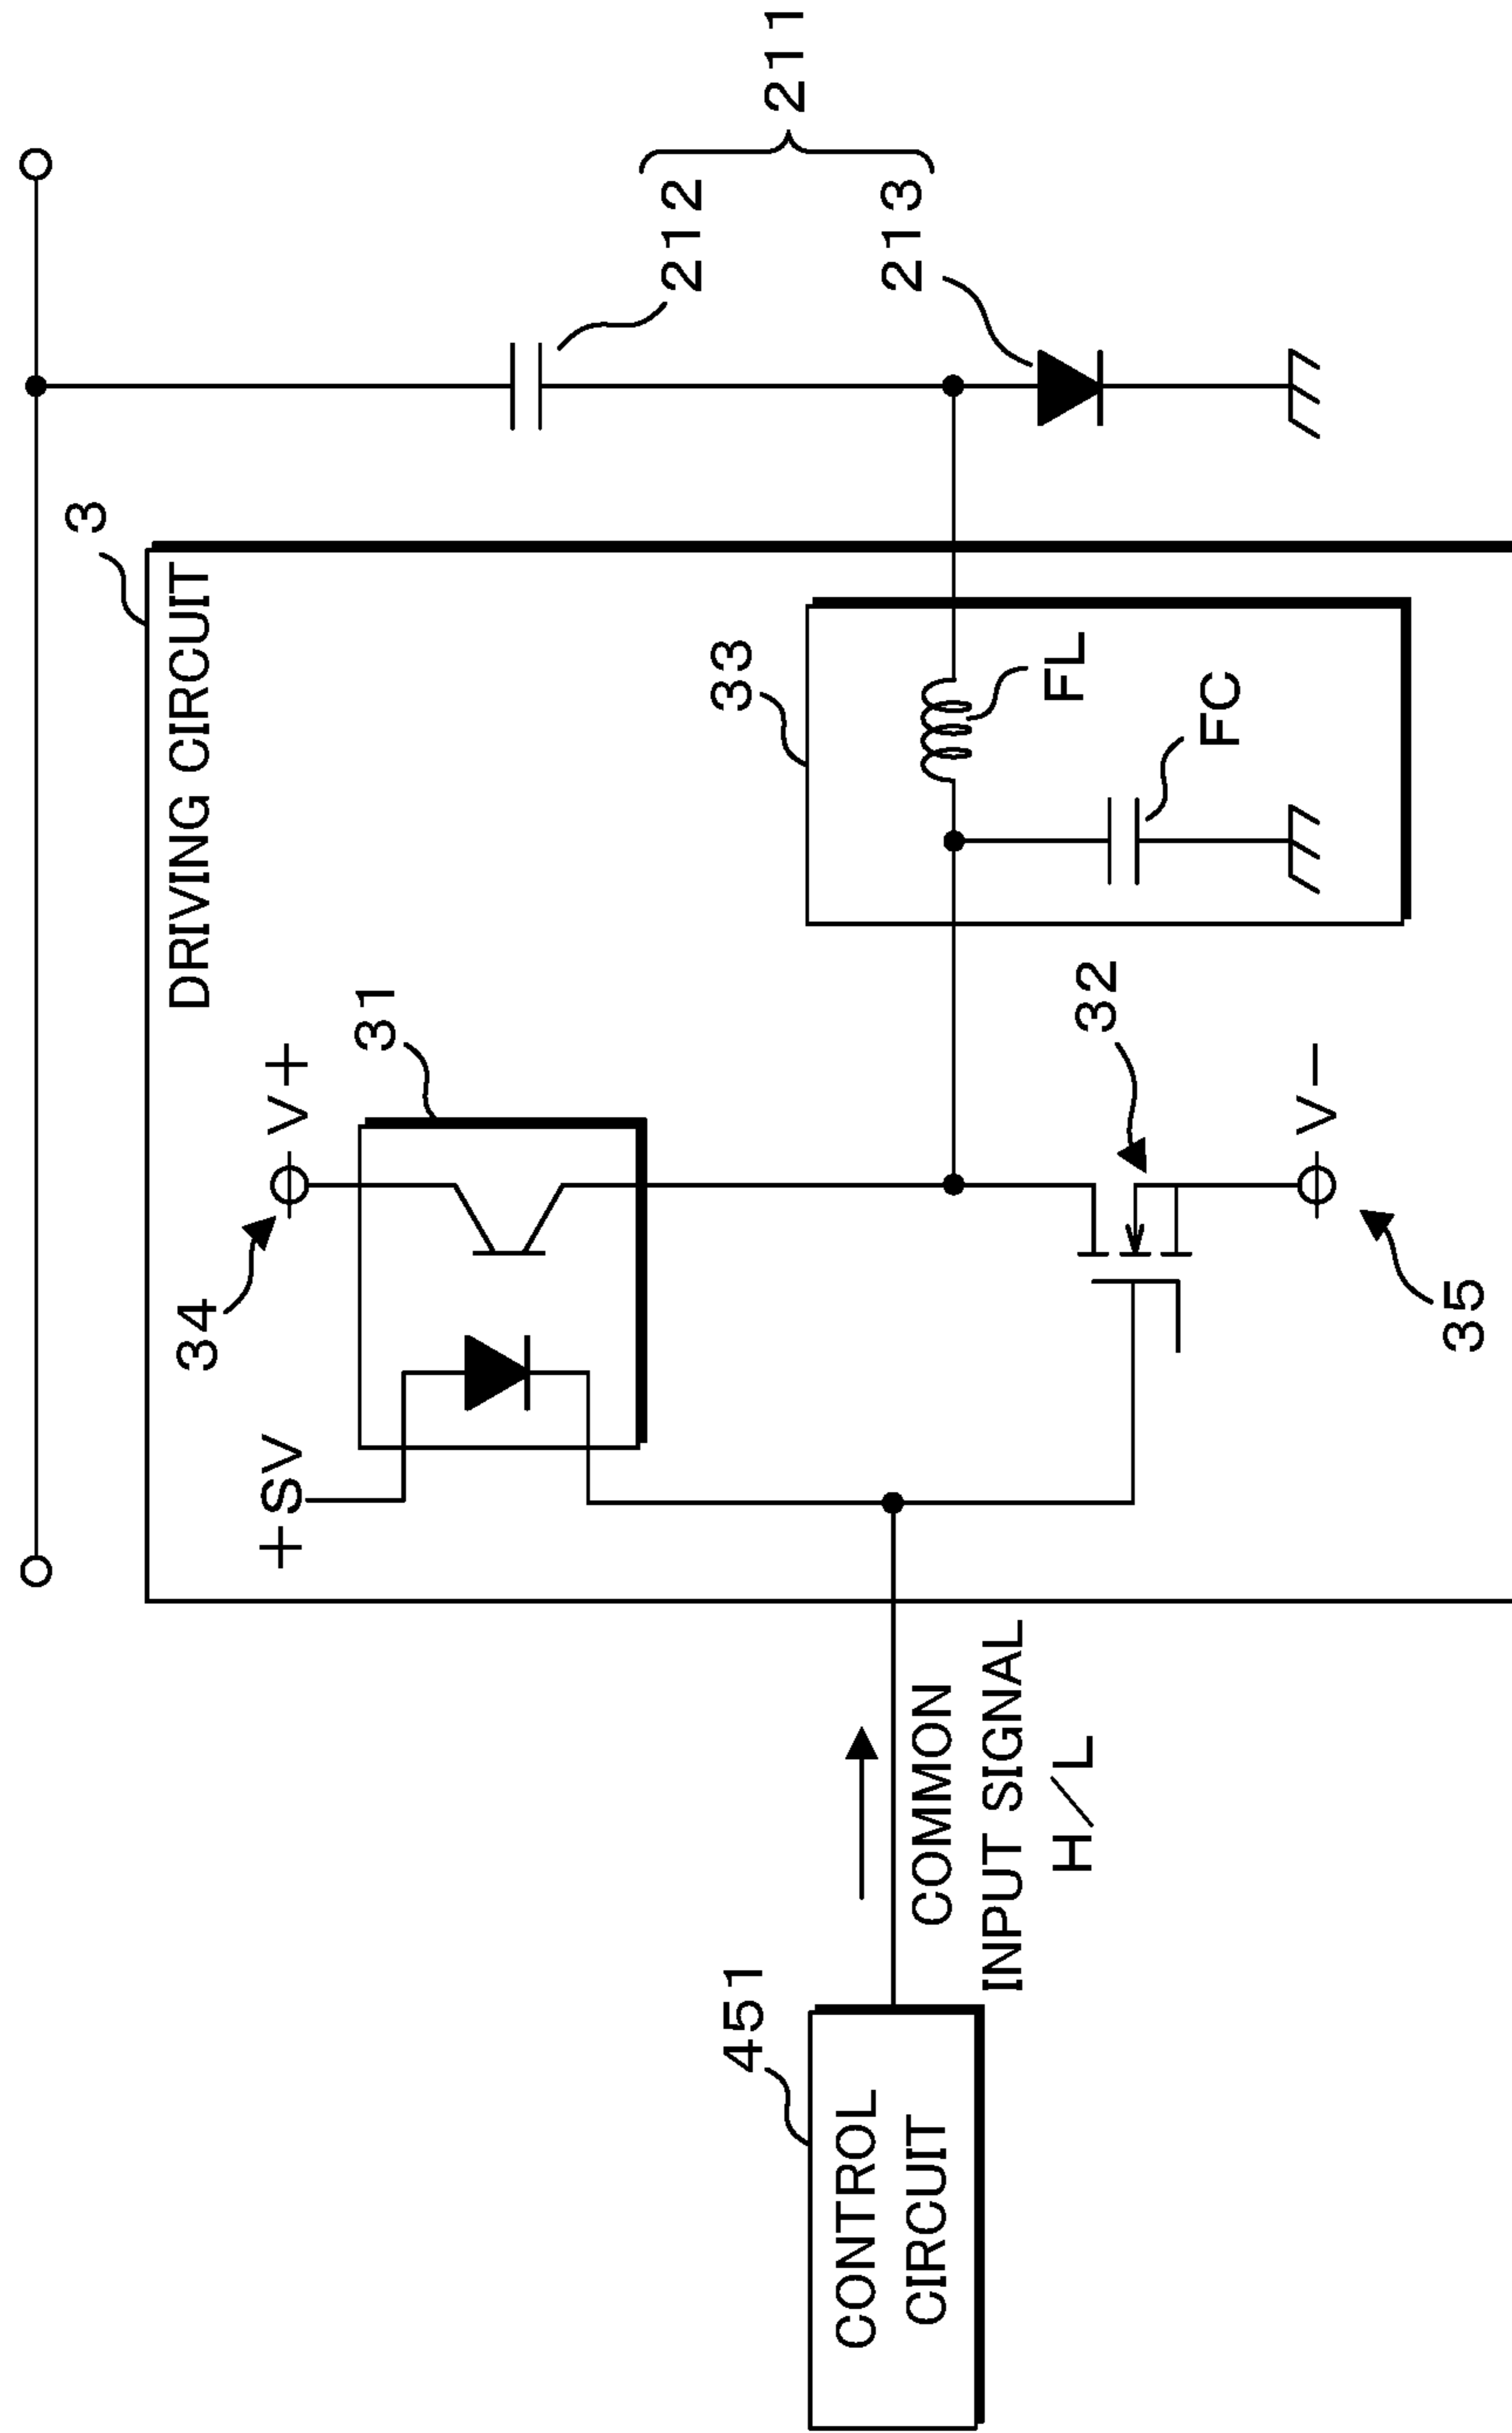 3
DRIVING CIRCUIT
34
V+
+SV
31
212
33
451
211
213
CONTROL
CIRCUIT
COMMON
INPUT SIGNAL
H/L
FL
32
FC
V-
35